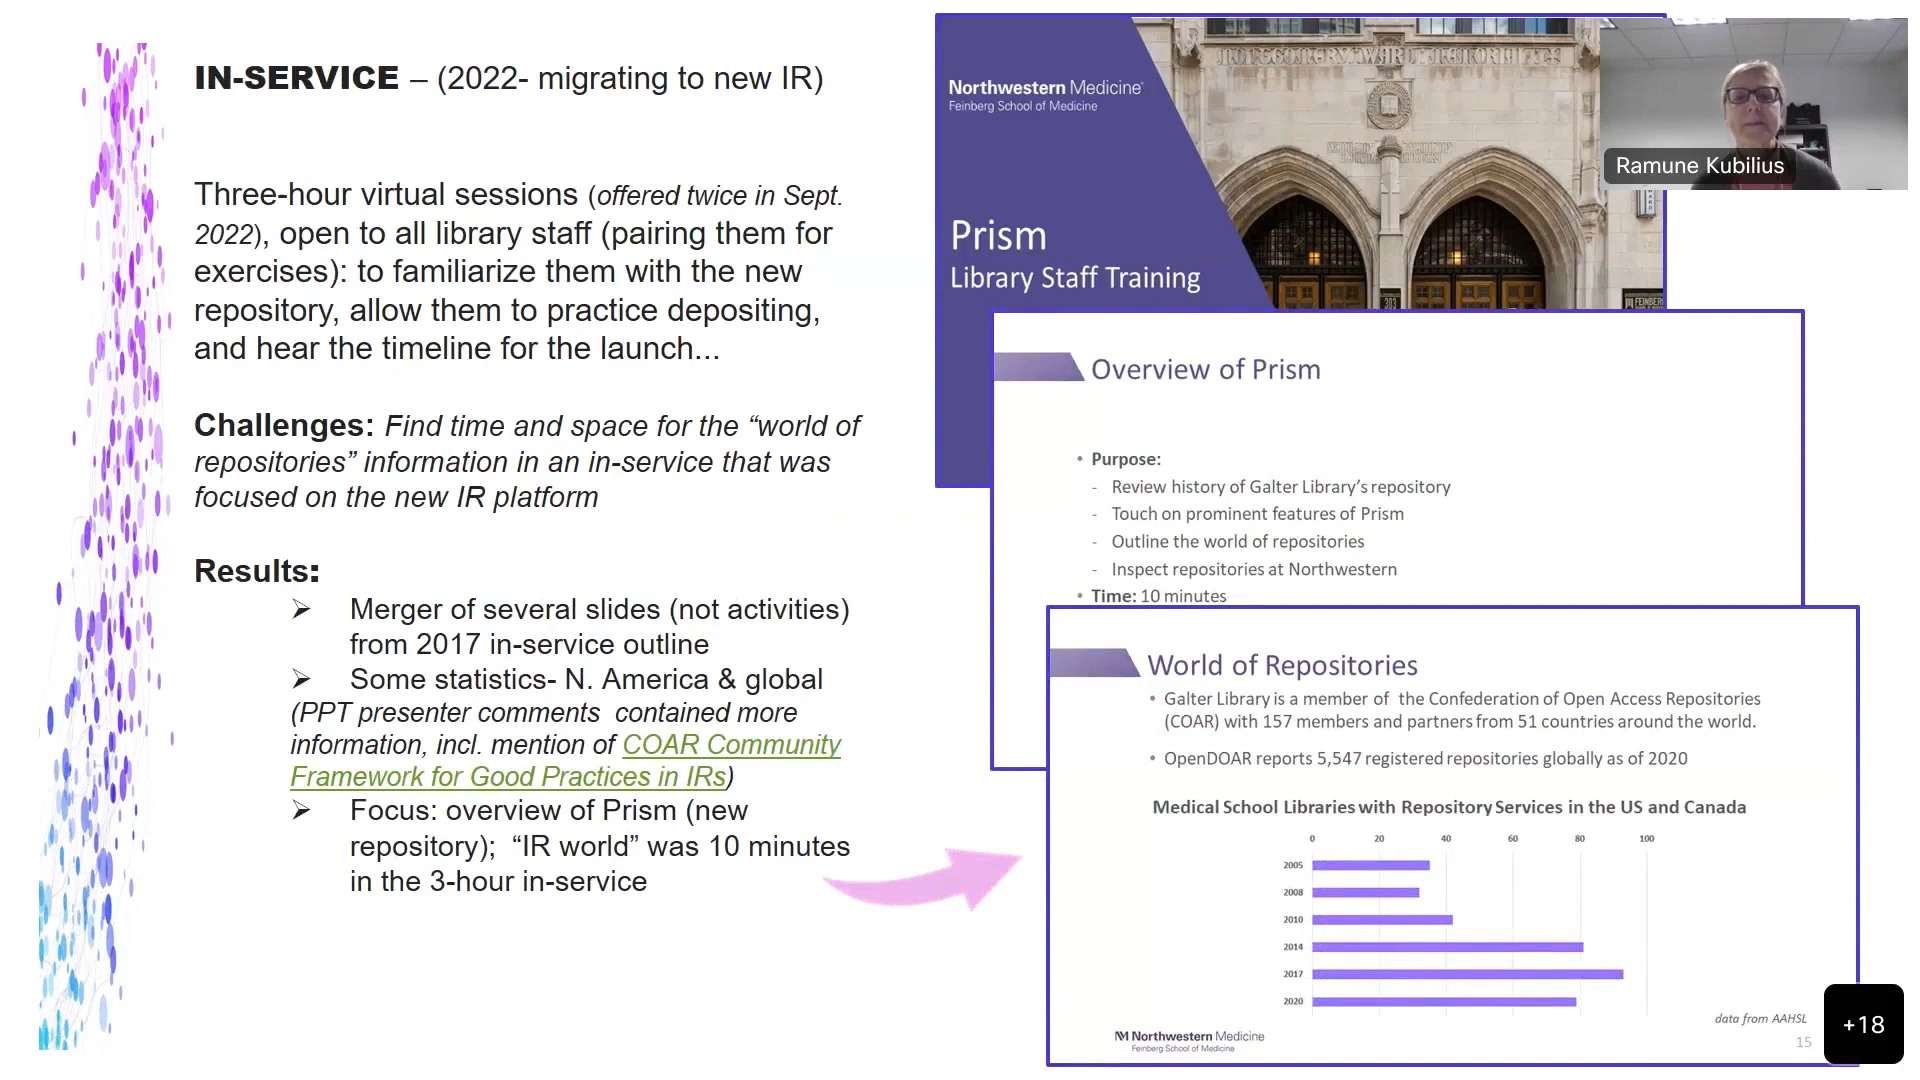 IN-SERVICE – (2022- migrating to new IR)
Three-hour virtual sessions (offered twice in Sept.
2022), open to all library staff (pairing them for
exercises): to familiarize them with the new
repository, allow them to practice depositing,
and hear the timeline for the launch...
Challenges: Find time and space for the “world of
repositories” information in an in-service that was
focused on the new IR platform
Results:
➢ Merger of several slides (not activities)
from 2017 in-service outline
➢ Some statistics- N. America & global
(PPT presenter comments contained more
information, incl. mention of COAR Community
Framework for Good Practices in IRs)
➢ Focus: overview of Prism (new
repository); “IR world” was 10 minutes
in the 3-hour in-service
Northwestern Medicine®
Feinberg School of Medicine
Prism
Library Staff Training
MONTGOMERY WARD MEMORIAL
303
Ramune Kubilius
Overview of Prism
• Purpose:
- Review history of Galter Library’s repository
- Touch on prominent features of Prism
- Outline the world of repositories
- Inspect repositories at Northwestern
• Time: 10 minutes
World of Repositories
• Galter Library is a member of the Confederation of Open Access Repositories
(COAR) with 157 members and partners from 51 countries around the world.
• OpenDOAR reports 5,547 registered repositories globally as of 2020
Medical School Libraries with Repository Services in the US and Canada
0 20 40 60 80 100
2005
2008
2010
2014
2017
2020
data from AAHSL
15
Northwestern Medicine
Feinberg School of Medicine
+18